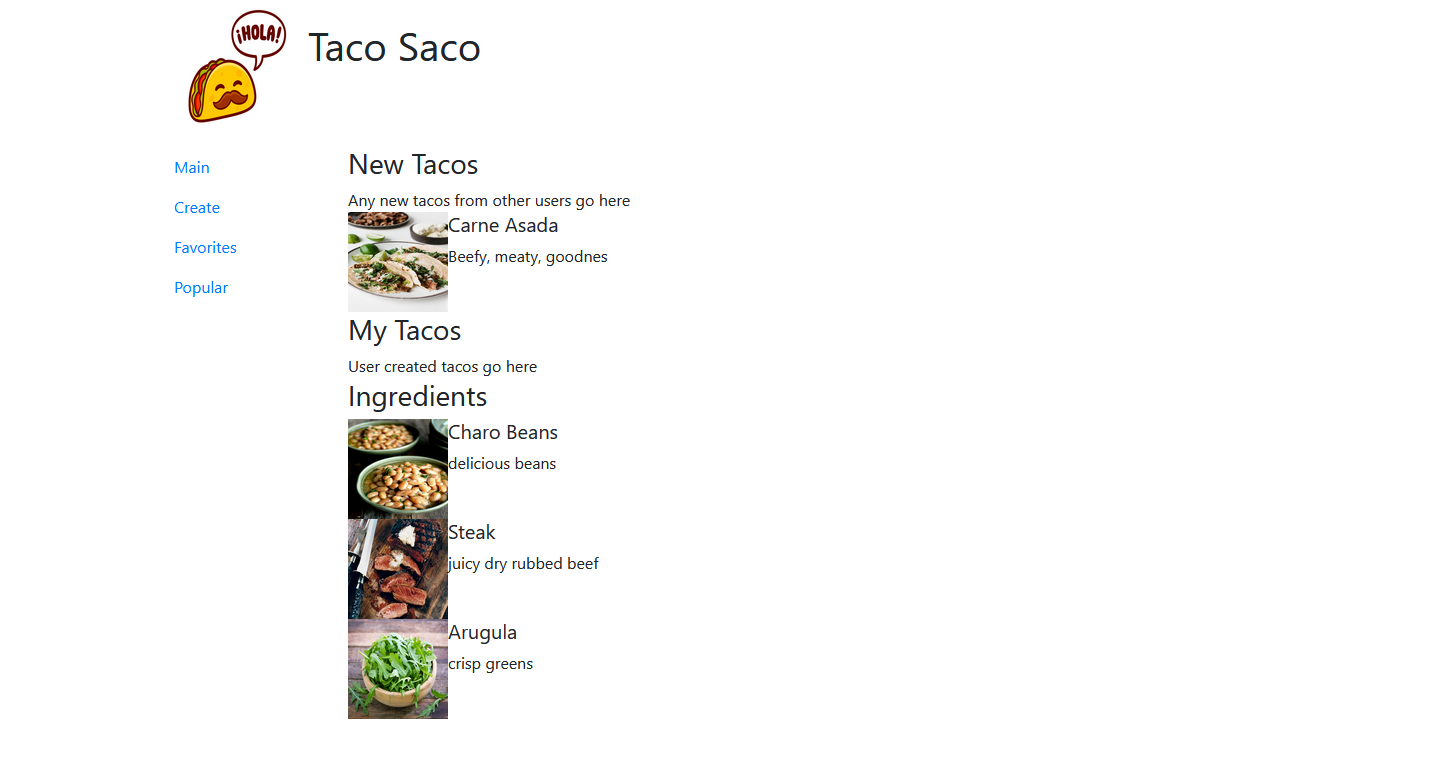 ¡HOLA!
Taco Saco
Main
Create
Favorites
Popular
New Tacos
Any new tacos from other users go here
Carne Asada
Beefy, meaty, goodnes
My Tacos
User created tacos go here
Ingredients
Charo Beans
delicious beans
Steak
juicy dry rubbed beef
Arugula
crisp greens